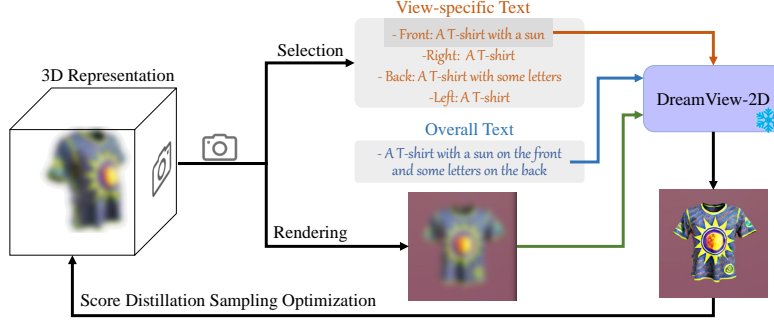 View-specific Text
- Front: A T-shirt with a sun
-Right: A T-shirt
- Back: A T-shirt with some letters
-Left: A T-shirt
Selection
3D Representation
DreamView-2D
Overall Text
- A T-shirt with a sun on the front
and some letters on the back
Rendering
Score Distillation Sampling Optimization